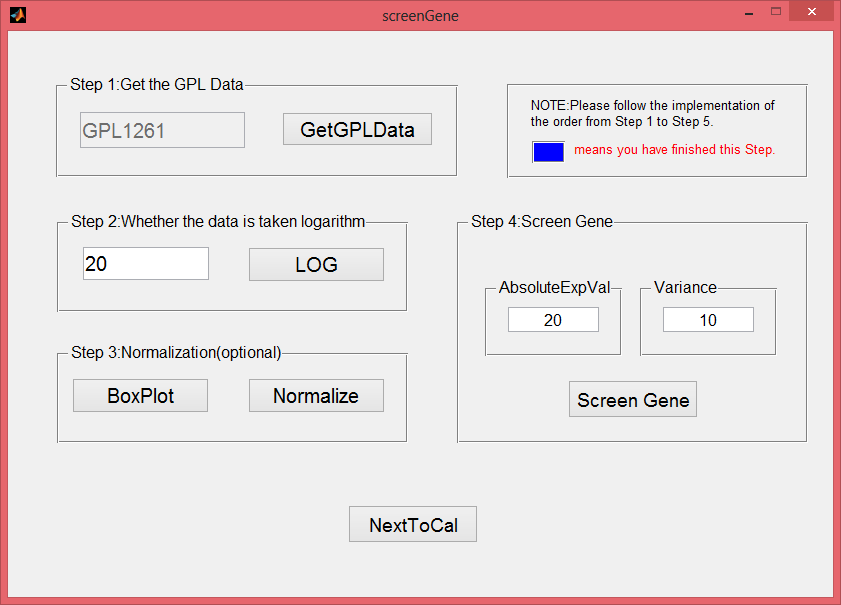 screenGene
Step 1:Get the GPL Data
GPL1261
GetGPLData
NOTE:Please follow the implementation of
the order from Step 1 to Step 5.
means you have finished this Step.
Step 2:Whether the data is taken logarithm
20
LOG
Step 3:Normalization(optional)
BoxPlot
Normalize
Step 4:Screen Gene
AbsoluteExpVal
20
Variance
10
Screen Gene
NextToCal